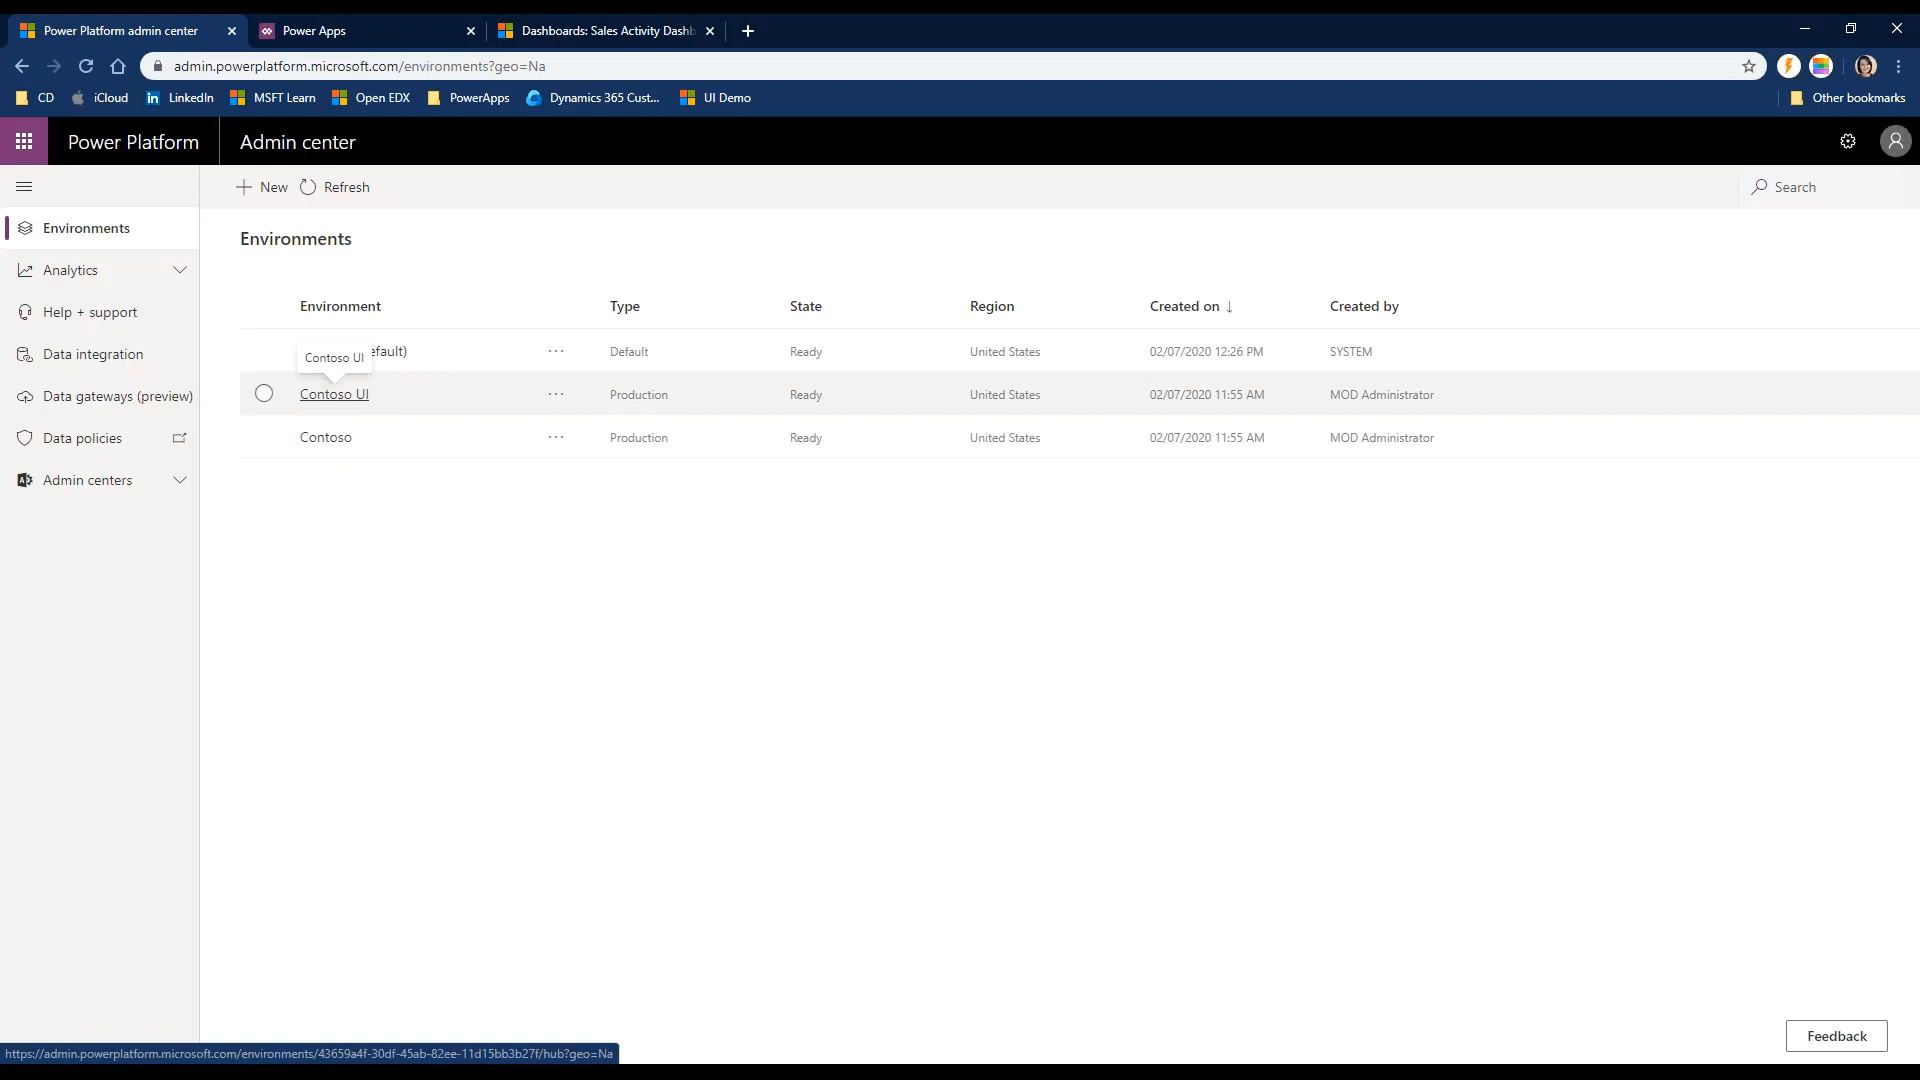 Power Platform admin center
Power Apps
Dashboards: Sales Activity Dashb
admin.powerplatform.microsoft.com/environments?geo=Na
CD
iCloud
LinkedIn
MSFT Learn
Open EDX
PowerApps
Dynamics 365 Cust...
UI Demo
Other bookmarks
Power Platform
Admin center
New
Refresh
Search
Environments
Analytics
Help + support
Data integration
Data gateways (preview)
Data policies
Admin centers
Environments
Environment Type State Region Created on ↓ Created by
efault) ... Default Ready United States 02/07/2020 12:26 PM SYSTEM
Contoso UI
Contoso UI ... Production Ready United States 02/07/2020 11:55 AM MOD Administrator
Contoso ... Production Ready United States 02/07/2020 11:55 AM MOD Administrator
Feedback
https://admin.powerplatform.microsoft.com/environments/43659a4f-30df-45ab-82ee-11d15bb3b27f/hub?geo=Na